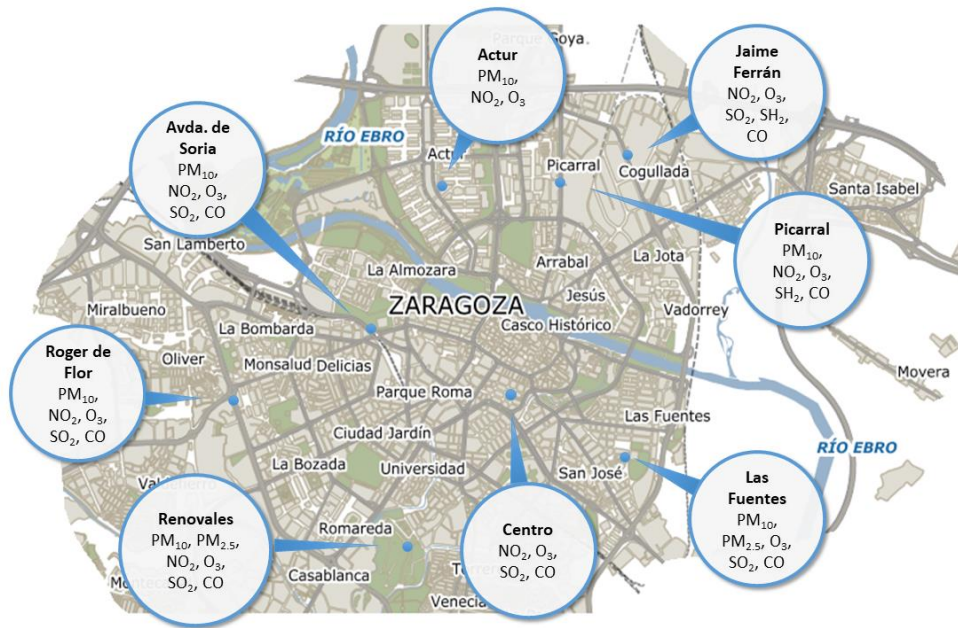 Parque Goya
Actur
PM10,
NO2, O3
Jaime
Ferrán
NO2, O3,
SO2, SH2,
CO
RÍO EBRO
Avda. de
Soria
PM10,
NO2, O3,
SO2, CO
Actur
Picarral
Cogullada
Santa Isabel
Picarral
PM10,
NO2, O3,
SH2, CO
San Lamberto
La Almozara
Arrabal
La Jota
Miralbueno
ZARAGOZA
Jesús
Vadorrey
La Bombarda
Casco Histórico
Oliver
Monsalud
Delicias
Movera
Roger de
Flor
PM10,
NO2, O3,
SO2, CO
Parque Roma
Las Fuentes
Ciudad Jardín
RÍO EBRO
La Bozada
Universidad
San José
Las
Fuentes
PM10,
PM2.5, O3,
SO2, CO
Renovales
PM10, PM2.5,
NO2, O3,
SO2, CO
Romareda
Centro
NO2, O3,
SO2, CO
Casablanca
Venecia